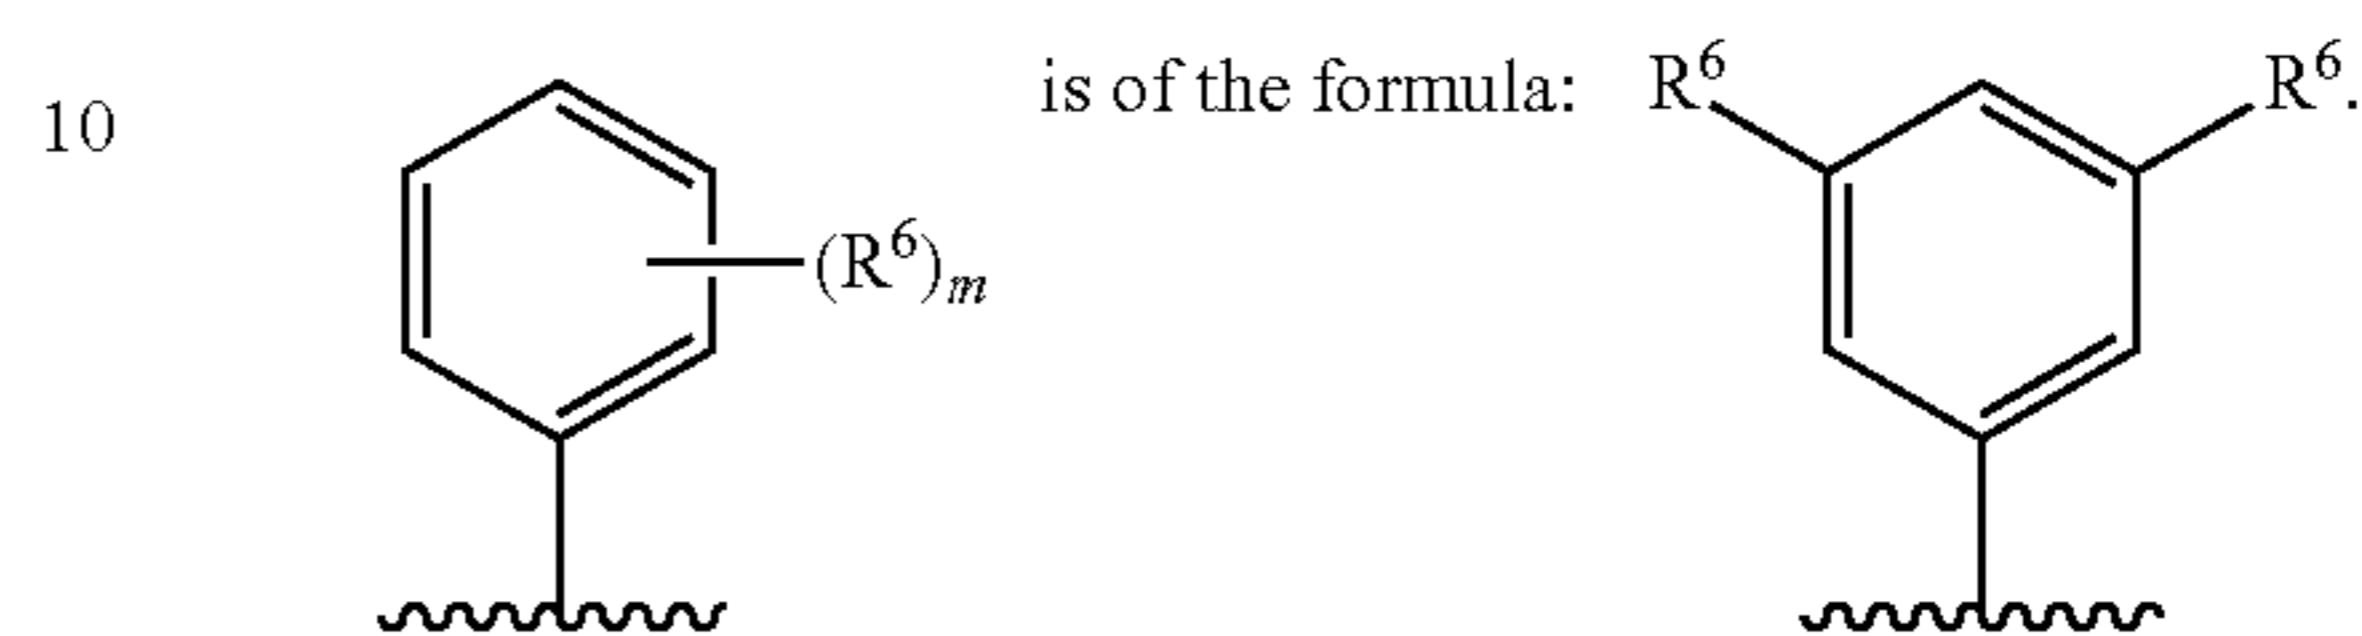 10 is of the formula: R⁶ R⁶.
(R⁶)ₘ